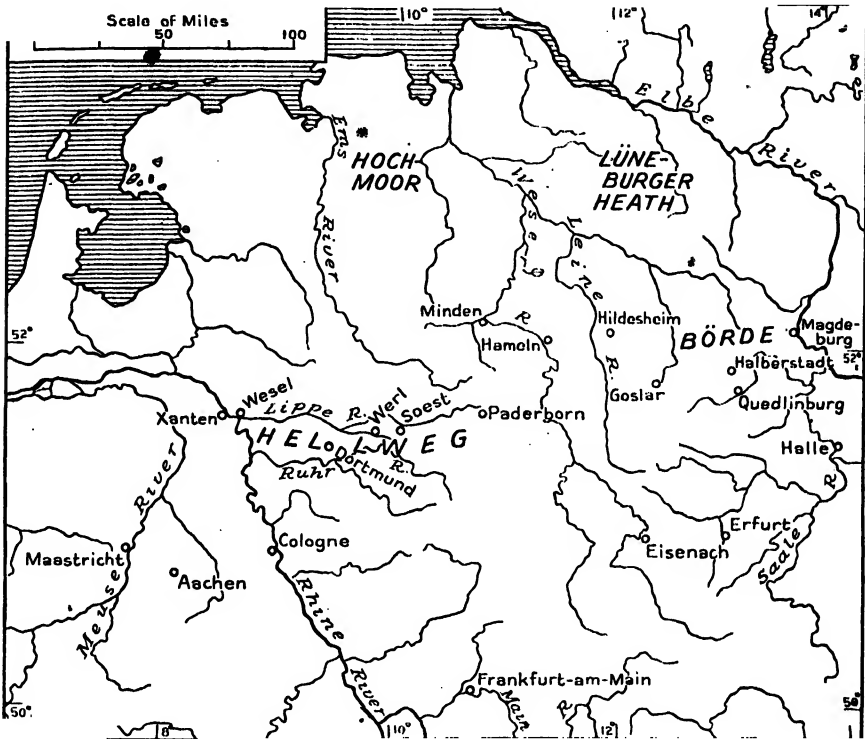 Scale of Miles
50 100
10°
12°
14°
Elbe
River
Ems
River
HOCH
MOOR
Weser
R
LÜNE-
BURGER
HEATH
Leine
R.
52°
Minden
Hameln
Hildesheim
BÖRDE
Magde-
burg
52°
Halberstadt
Goslar
Quedlinburg
Xanten
Wesel
Lippe R.
Werl
Soest
Paderborn
HELLWEG
Dortmund
Ruhr
R.
Halle
R
Saale
Erfurt
Eisenach
River
Meuse
Maastricht
Aachen
Cologne
Rhine
River
Frankfurt-am-Main
Main
R
50°
50
8°
10°
12°